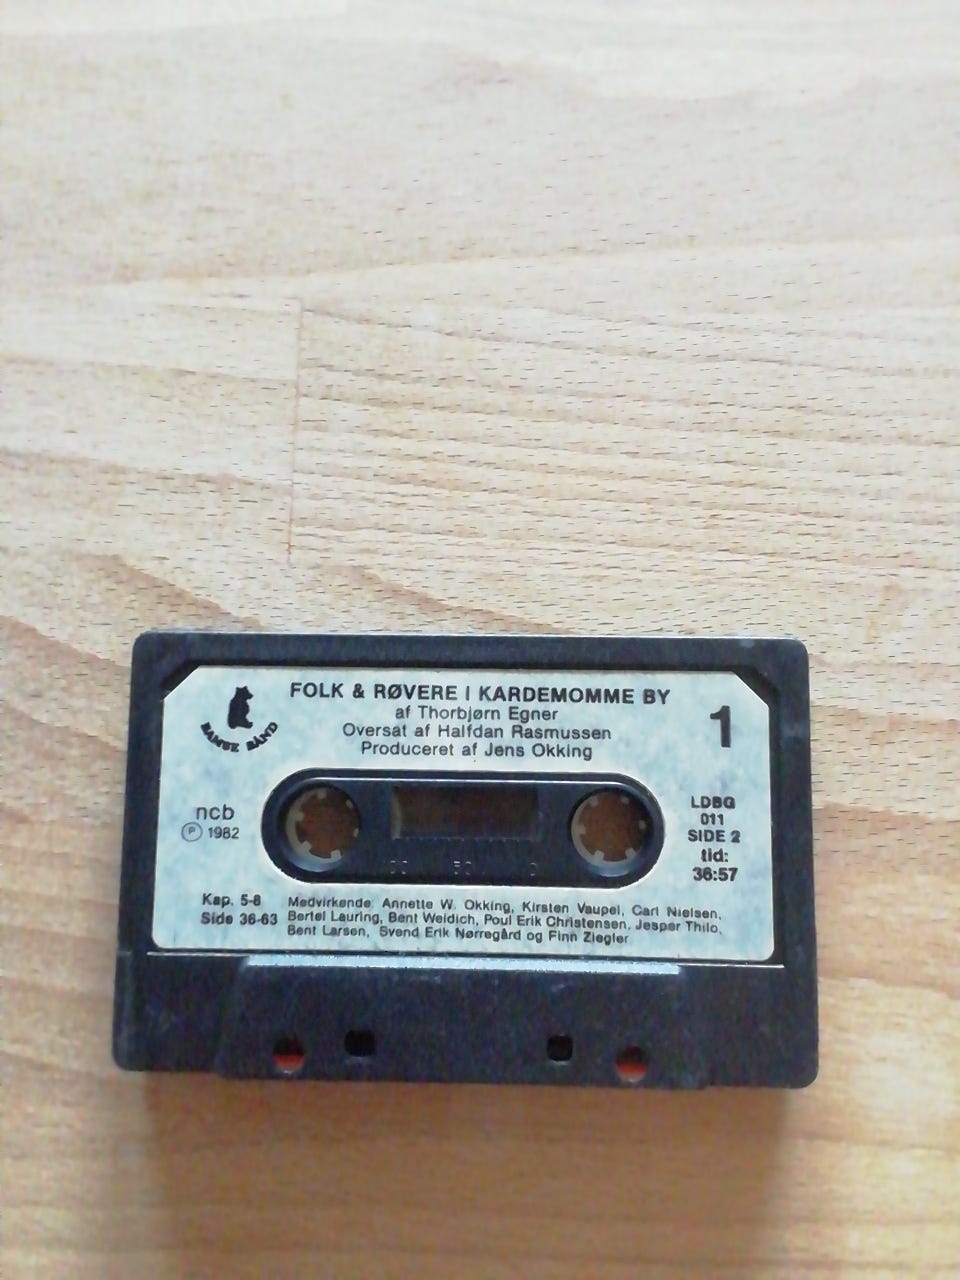 FOLK & RØVERE I KARDEMOMME BY
af Thorbjørn Egner
Oversat af Halfdan Rasmussen
Produceret af Jens Okking
1
BAMSE BÅND
ncb
Ⓟ 1982
LDBG
011
SIDE 2
tid:
36:57
Kap. 5-8
Side 36-63
Medvirkende: Annette W. Okking, Kirsten Vaupel, Carl Nielsen,
Bertel Lauring, Bent Weidich, Poul Erik Christensen, Jesper Thilo,
Bent Larsen, Svend Erik Nørregård og Finn Ziegler